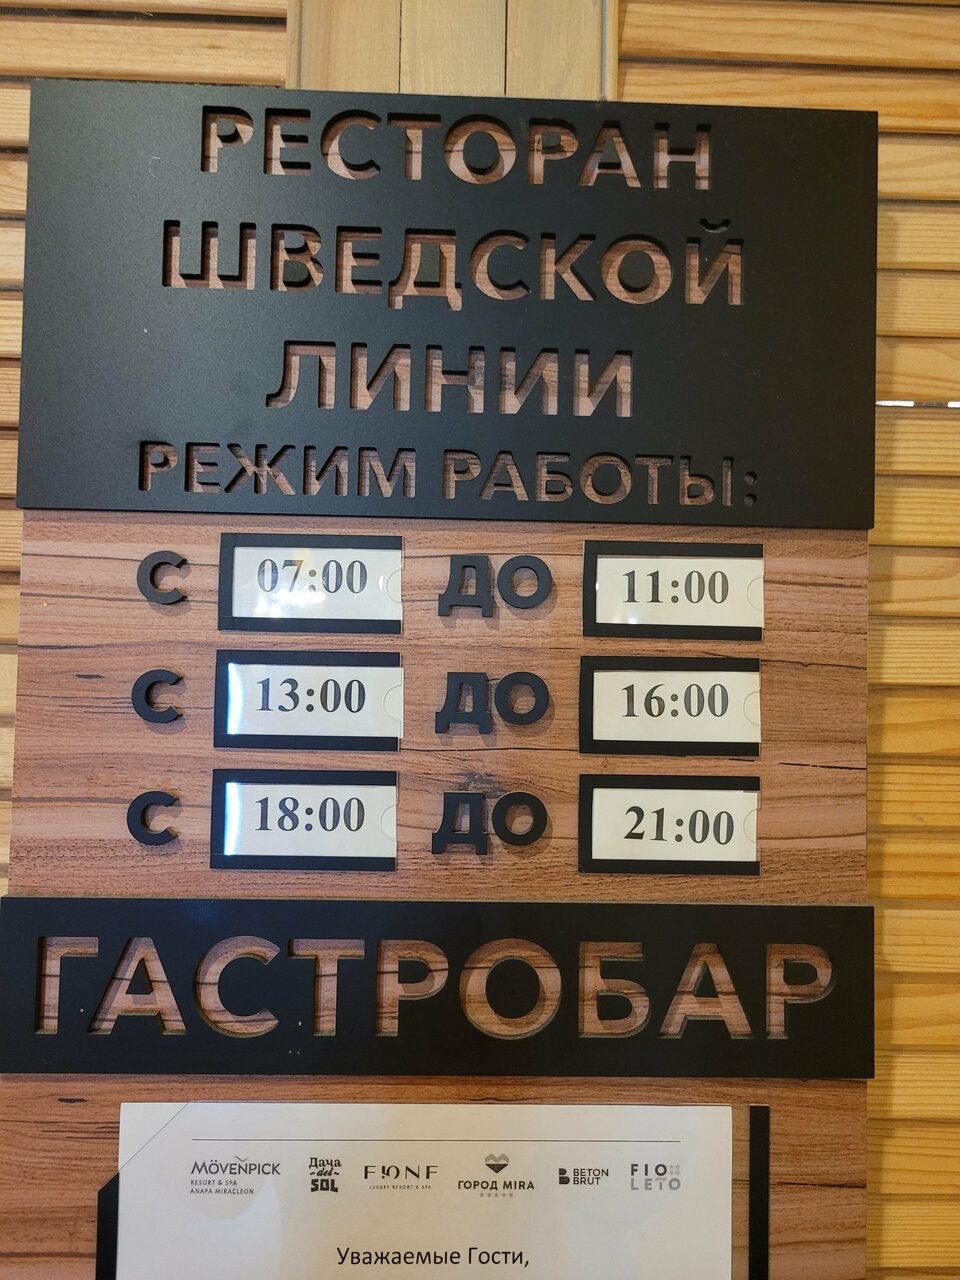 РЕСТОРАН
ШВЕДСКОЙ
ЛИНИИ
РЕЖИМ РАБОТЫ:
С 07:00 ДО 11:00
С 13:00 ДО 16:00
С 18:00 ДО 21:00
ГАСТРОБАР
MÖVENPICK
RESORT & SPA
ANAPA MIRACLEON
Дача
del
SOL
F!ONF
LUXURY RESORT & SPA
ГОРОД MIRA
BETON
BRUT
FIO
LETO
Уважаемые Гости,